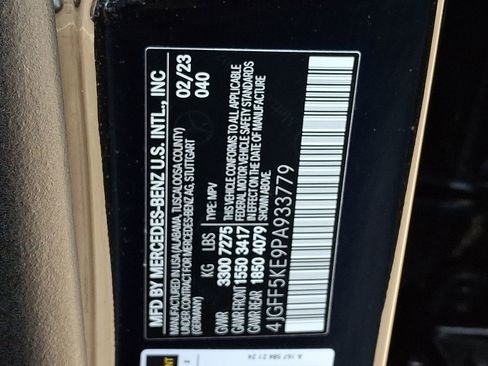 MFD BY MERCEDES-BENZ U.S. INTL., INC
MANUFACT IN USA(ALABAMA, TUSCALOOSA COUNTY)
UNDER CONTRACT FOR MERCEDES-BENZ AG, STUTTGART
(GERMANY)
02/23
040
TYPE: MPV
KG LBS
GVWR 3300 7275
GAWR FRONT 1550 3417
GAWR REAR 1850 4079
THIS VEHICLE CONFORMS TO ALL APPLICABLE
FEDERAL MOTOR VEHICLE SAFETY STANDARDS
IN EFFECT ON THE DATE OF MANUFACTURE
SHOWN ABOVE.
4JGFF5KE9PA933779
A 167 584 21 24